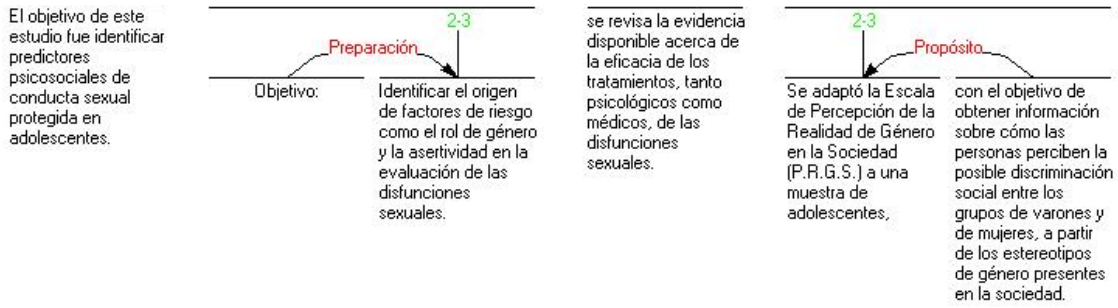 El objetivo de este
estudio fue identificar
predictores
psicosociales de
conducta sexual
protegida en
adolescentes.
2-3
Preparación
Objetivo:
Identificar el origen
de factores de riesgo
como el rol de género
y la asertividad en la
evaluación de las
disfunciones
sexuales.
se revisa la evidencia
disponible acerca de
la eficacia de los
tratamientos, tanto
psicológicos como
médicos, de las
disfunciones
sexuales.
2-3
Propósito
Se adaptó la Escala
de Percepción de la
Realidad de Género
en la Sociedad
(P.R.G.S.) a una
muestra de
adolescentes,
con el objetivo de
obtener información
sobre cómo las
personas perciben la
posible discriminación
social entre los
grupos de varones y
de mujeres, a partir
de los estereotipos
de género presentes
en la sociedad.